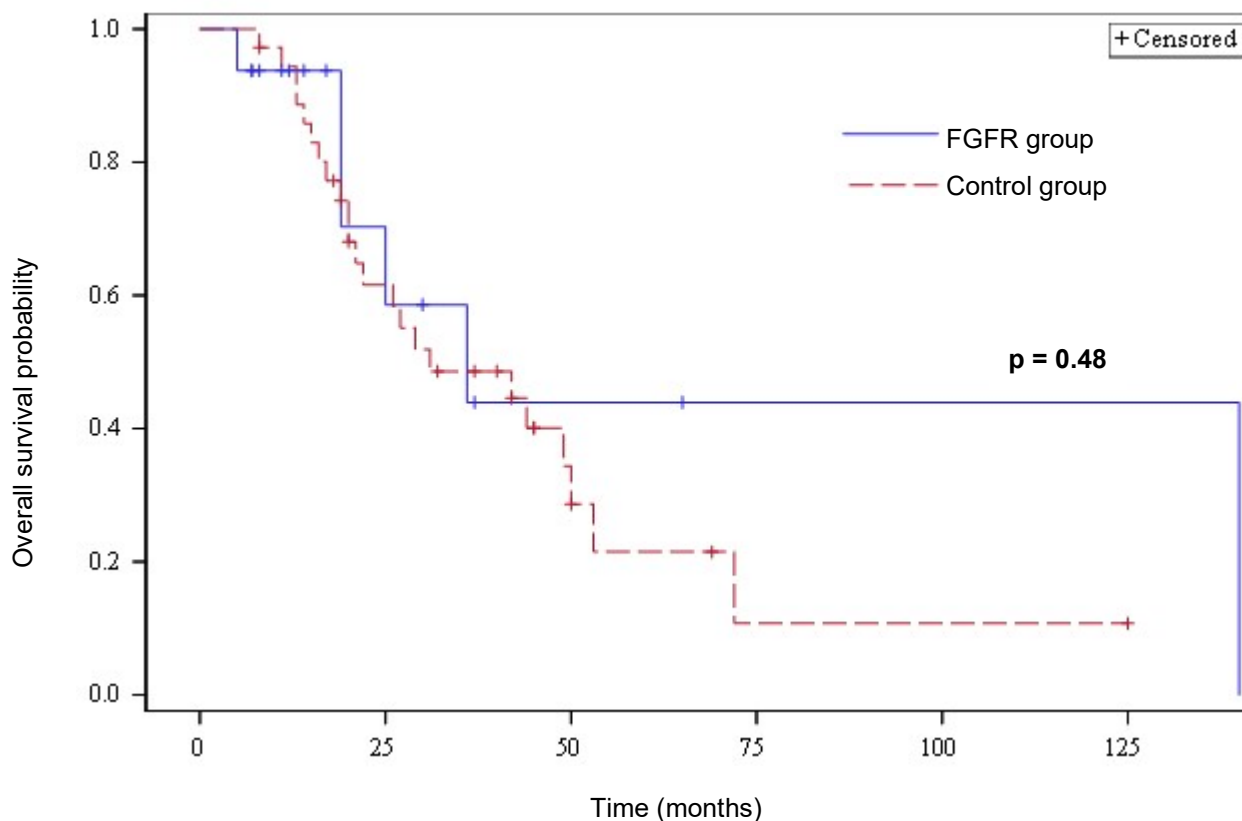 1.0
+Censored
FGFR group
Control group
0.8
0.6
p = 0.48
0.4
0.2
0.0
Overall survival probability
0 25 50 75 100 125
Time (months)